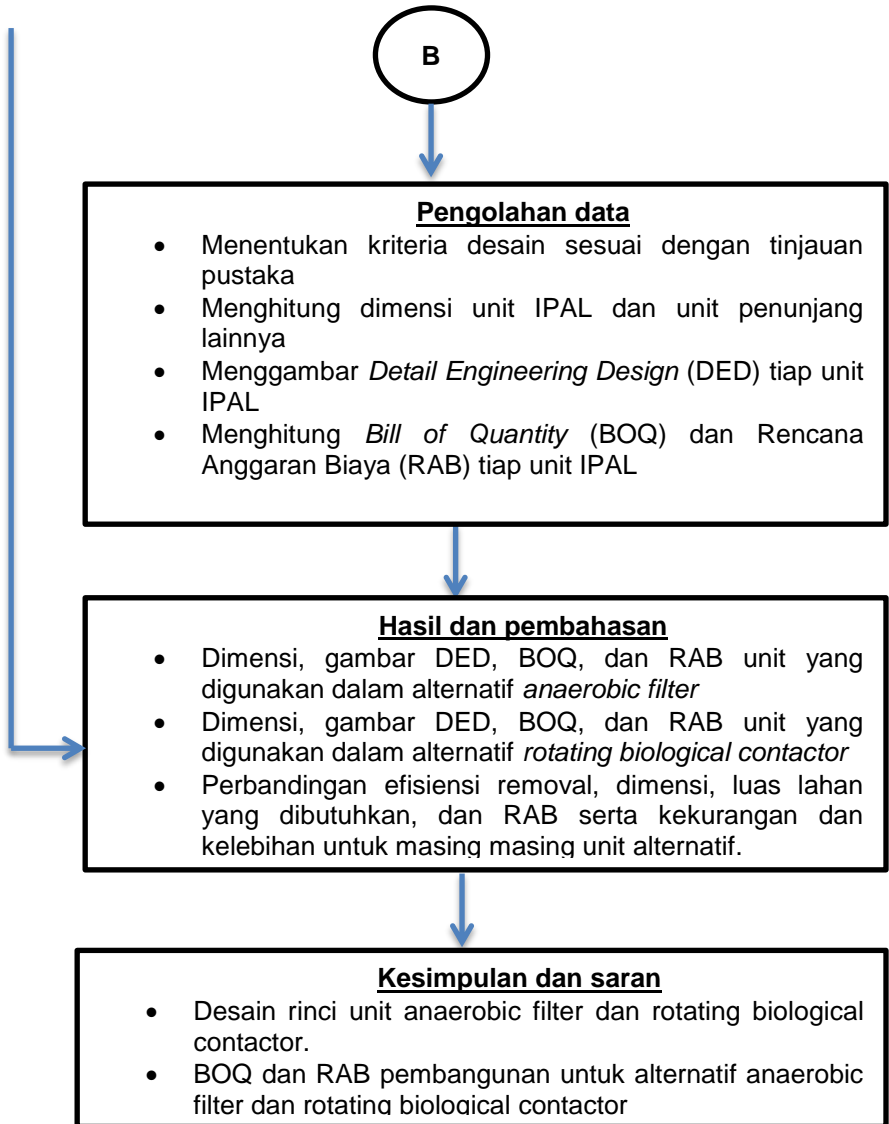 B
Pengolahan data
• Menentukan kriteria desain sesuai dengan tinjauan
pustaka
• Menghitung dimensi unit IPAL dan unit penunjang
lainnya
• Menggambar Detail Engineering Design (DED) tiap unit
IPAL
• Menghitung Bill of Quantity (BOQ) dan Rencana
Anggaran Biaya (RAB) tiap unit IPAL
Hasil dan pembahasan
• Dimensi, gambar DED, BOQ, dan RAB unit yang
digunakan dalam alternatif anaerobic filter
• Dimensi, gambar DED, BOQ, dan RAB unit yang
digunakan dalam alternatif rotating biological contactor
• Perbandingan efisiensi removal, dimensi, luas lahan
yang dibutuhkan, dan RAB serta kekurangan dan
kelebihan untuk masing masing unit alternatif.
Kesimpulan dan saran
• Desain rinci unit anaerobic filter dan rotating biological
contactor.
• BOQ dan RAB pembangunan untuk alternatif anaerobic
filter dan rotating biological contactor